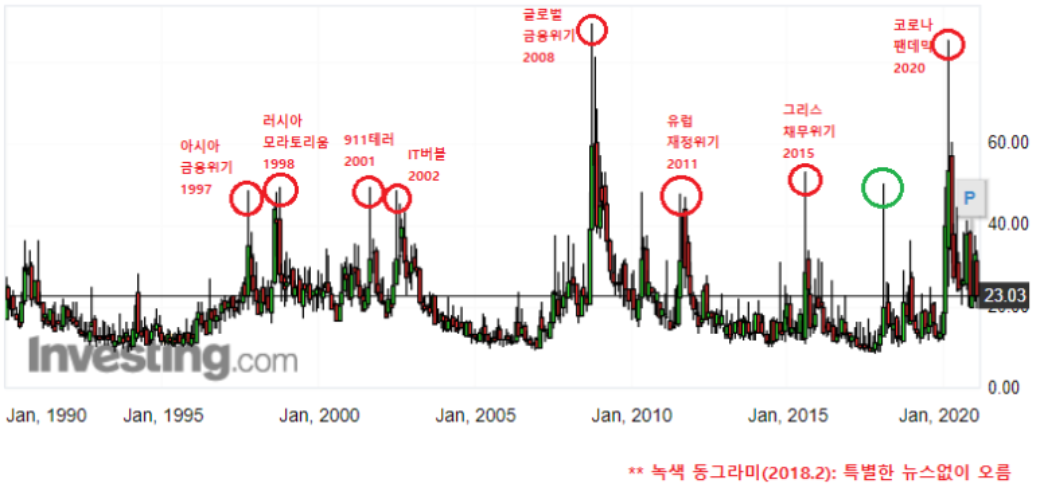 글로벌
금융위기
2008
코로나
팬데믹
2020
아시아
금융위기
1997
러시아
모라토리움
1998
911테러
2001
IT버블
2002
유럽
재정위기
2011
그리스
채무위기
2015
60.00
P
40.00
23.03
20.00
0.00
Investing.com
Jan, 1990
Jan, 1995
Jan, 2000
Jan, 2005
Jan, 2010
Jan, 2015
Jan, 2020
** 녹색 동그라미(2018.2): 특별한 뉴스없이 오름